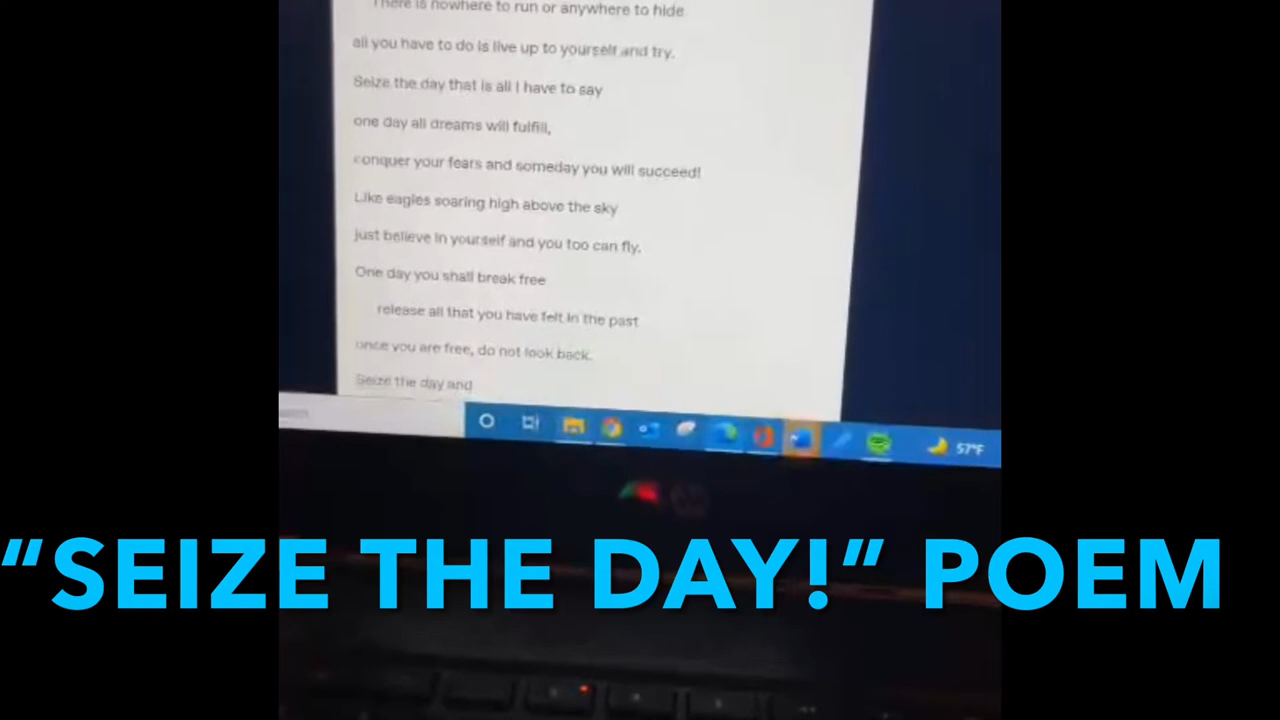 There is nowhere to run or anywhere to hide
all you have to do is live up to yourself and try.
Seize the day that is all I have to say
one day all dreams will fulfill,
conquer your fears and someday you will succeed!
Like eagles soaring high above the sky
just believe in yourself and you too can fly.
One day you shall break free
release all that you have felt in the past
once you are free, do not look back.
Seize the day and
57°F
“SEIZE THE DAY!” POEM